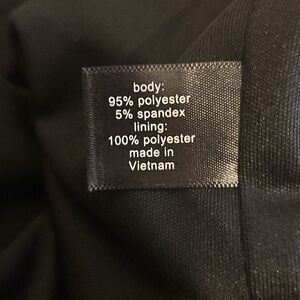 body:
95% polyester
5% spandex
lining:
100% polyester
made in
Vietnam